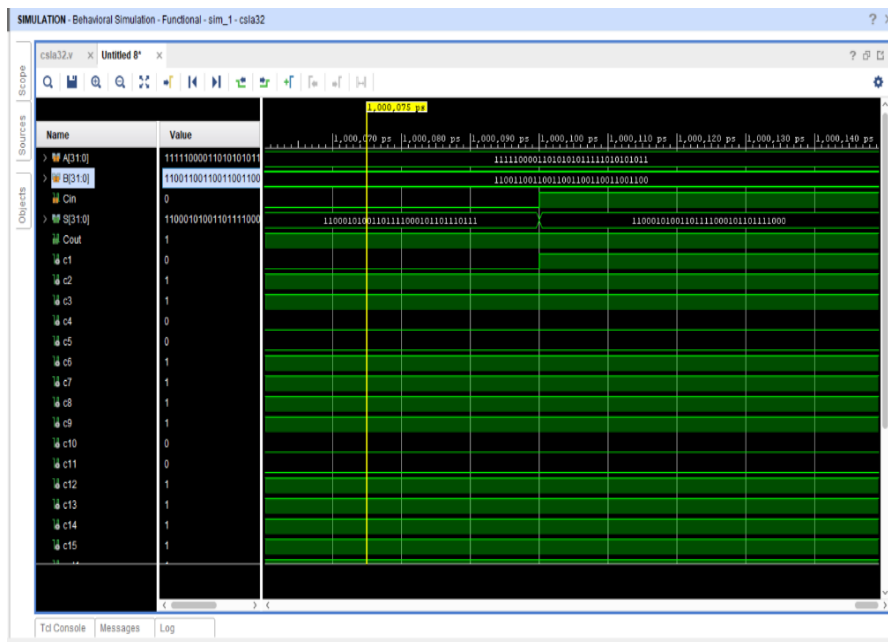 SIMULATION - Behavioral Simulation - Functional - sim_1 - csla32
csla32.v Untitled 8*
Scope
Sources
Objects
1,000,075 ps
Name Value
1,000,070 ps 1,000,080 ps 1,000,090 ps 1,000,100 ps 1,000,110 ps 1,000,120 ps 1,000,130 ps 1,000,140 ps
A[31:0] 11111000011010101011 11111000011010101011111010101011
B[31:0] 11001100110011001100 11001100110011001100110011001100
Cin 0
S[31:0] 11000101001101111000 11000101001101111000101101110111 11000101001101111000101101111000
Cout 1
c1 0
c2 1
c3 1
c4 0
c5 0
c6 1
c7 1
c8 1
c9 1
c10 0
c11 0
c12 1
c13 1
c14 1
c15 1
Tcl Console Messages Log